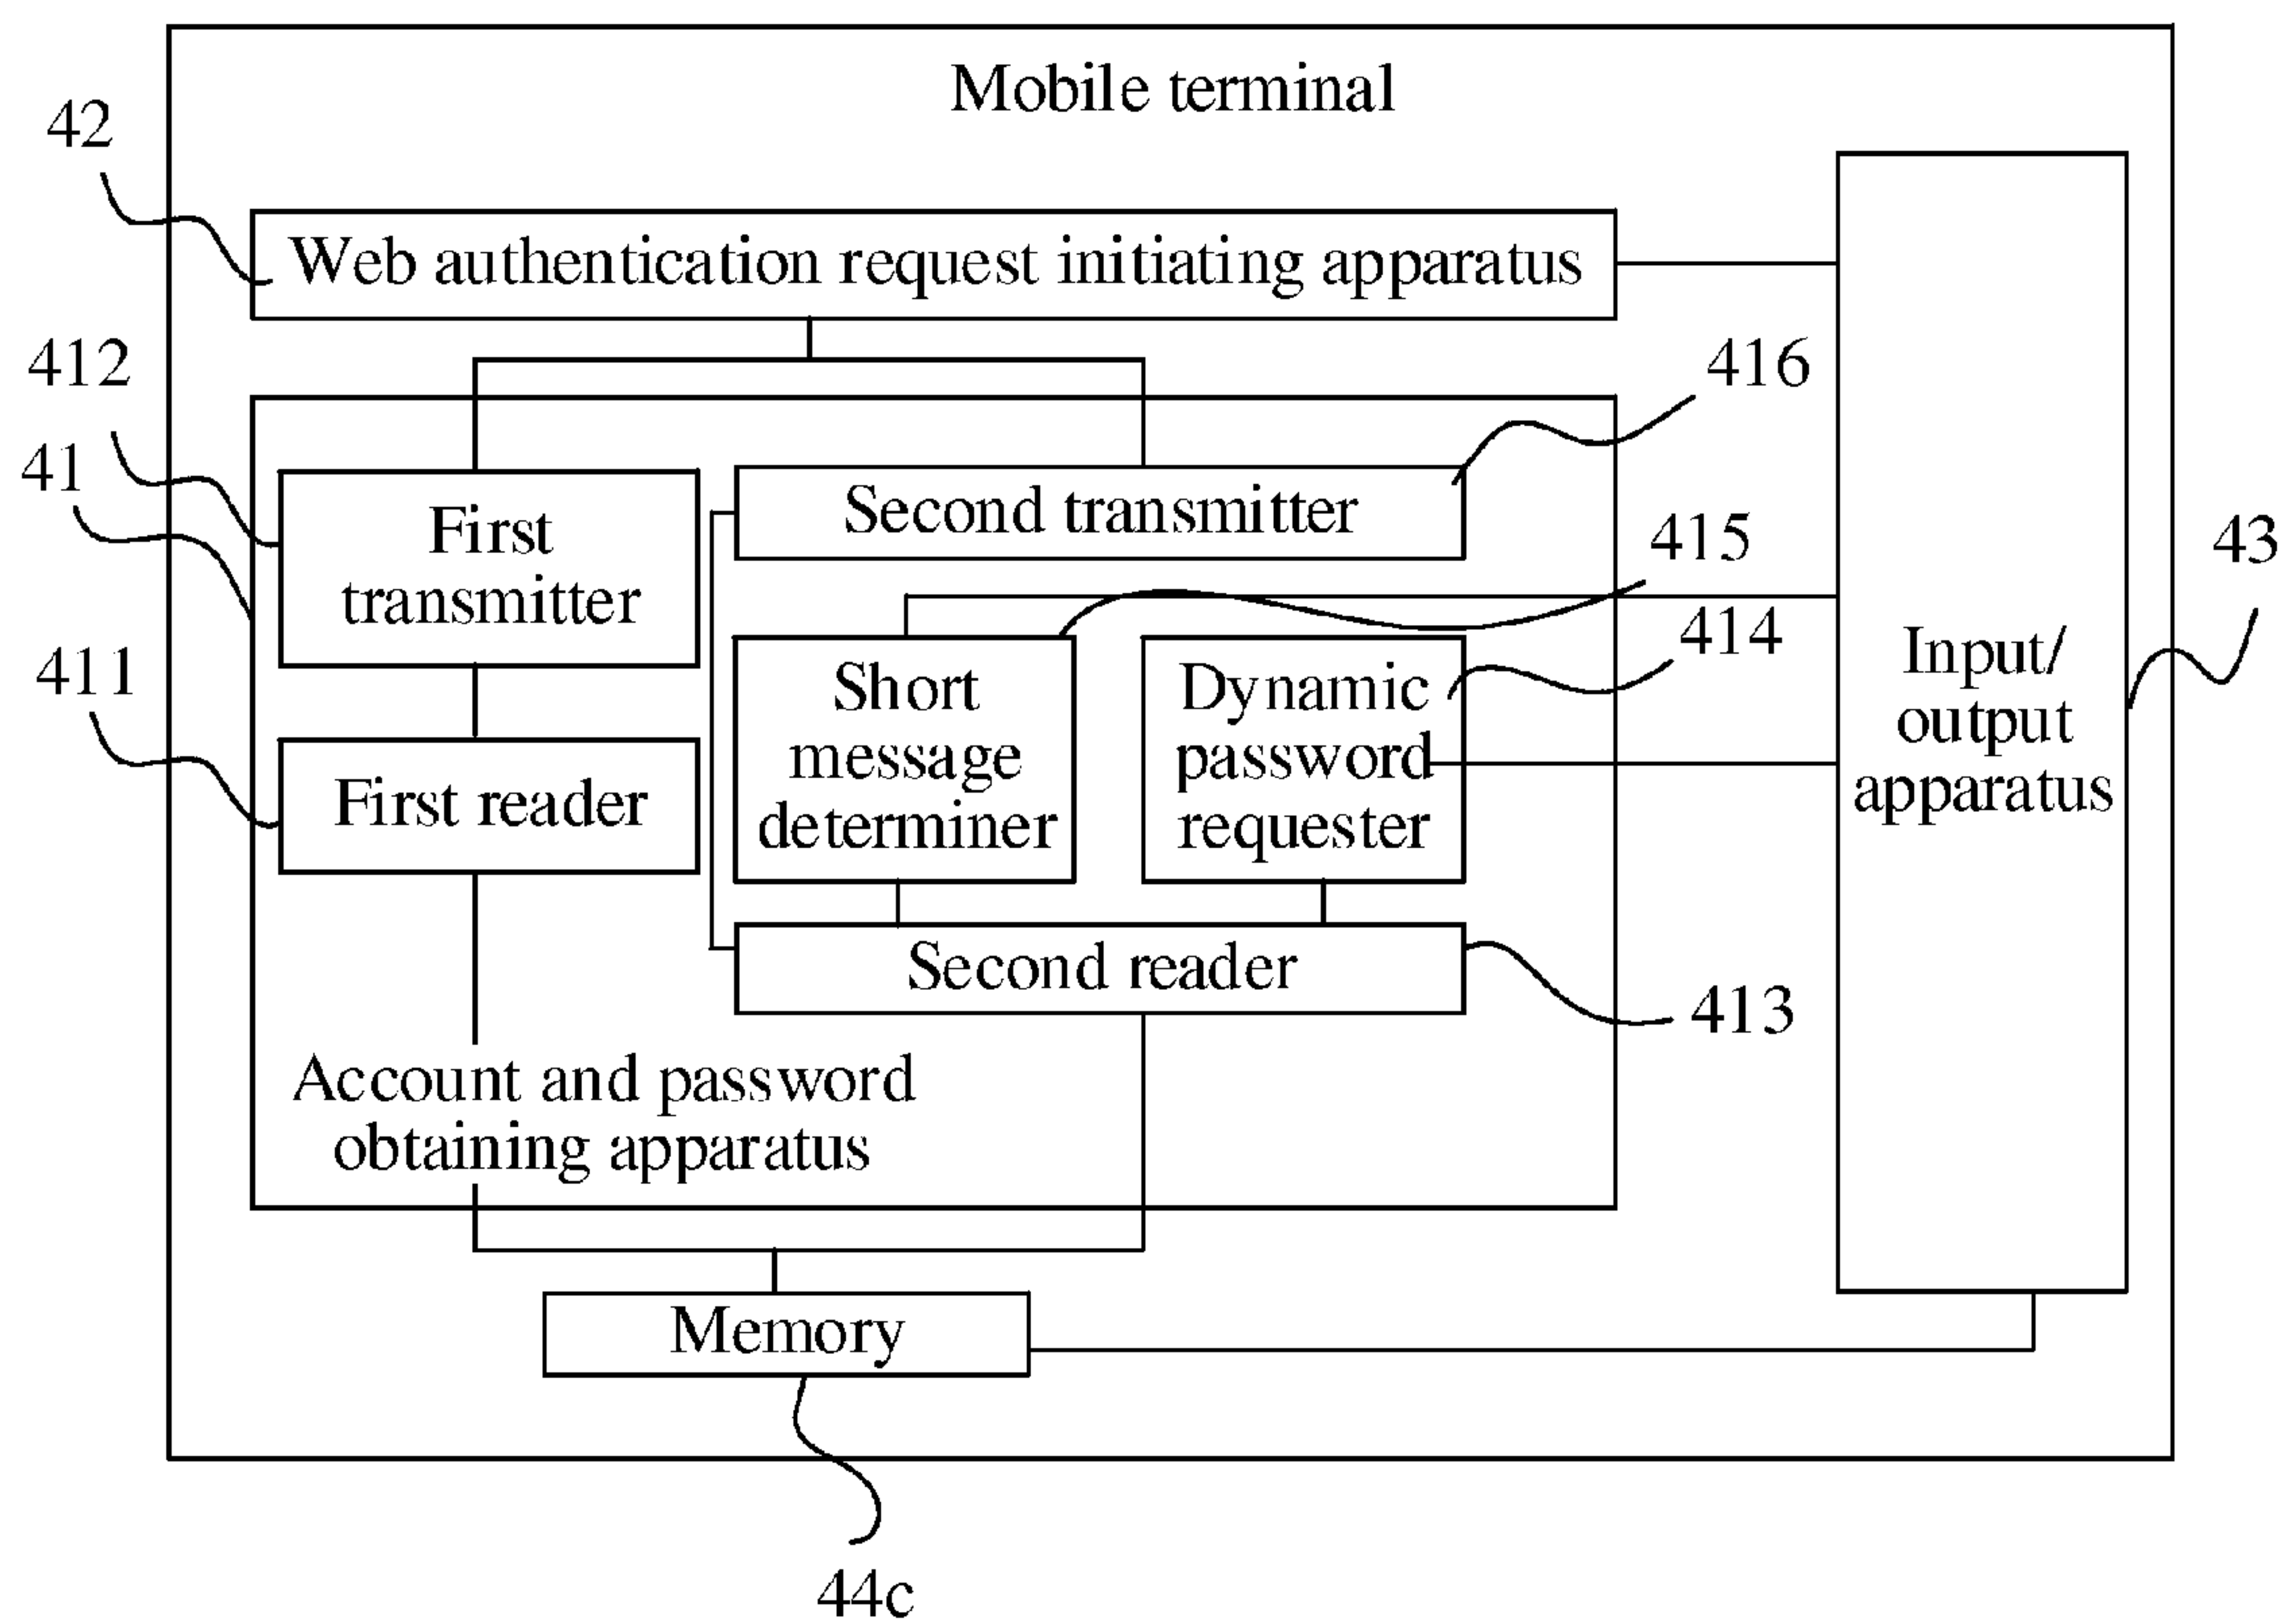 Mobile terminal
42
Web authentication request initiating apparatus
412
416
41
First
transmitter
Second transmitter
415
43
411
First reader
Short
message
determiner
414
Dynamic
password
requester
Input/
output
apparatus
Second reader
413
Account and password
obtaining apparatus
Memory
44c